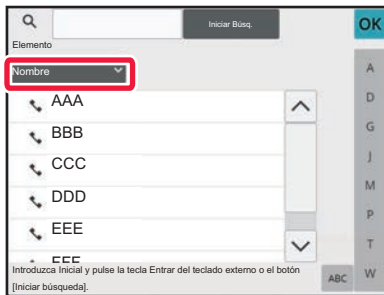 Iniciar Búsq.
OK
Elemento
Nombre
A
AAA
D
BBB
G
CCC
J
DDD
M
P
EEE
T
EFF
Introduzca Inicial y pulse la tecla Entrar del teclado externo o el botón
[Iniciar búsqueda].
ABC
W